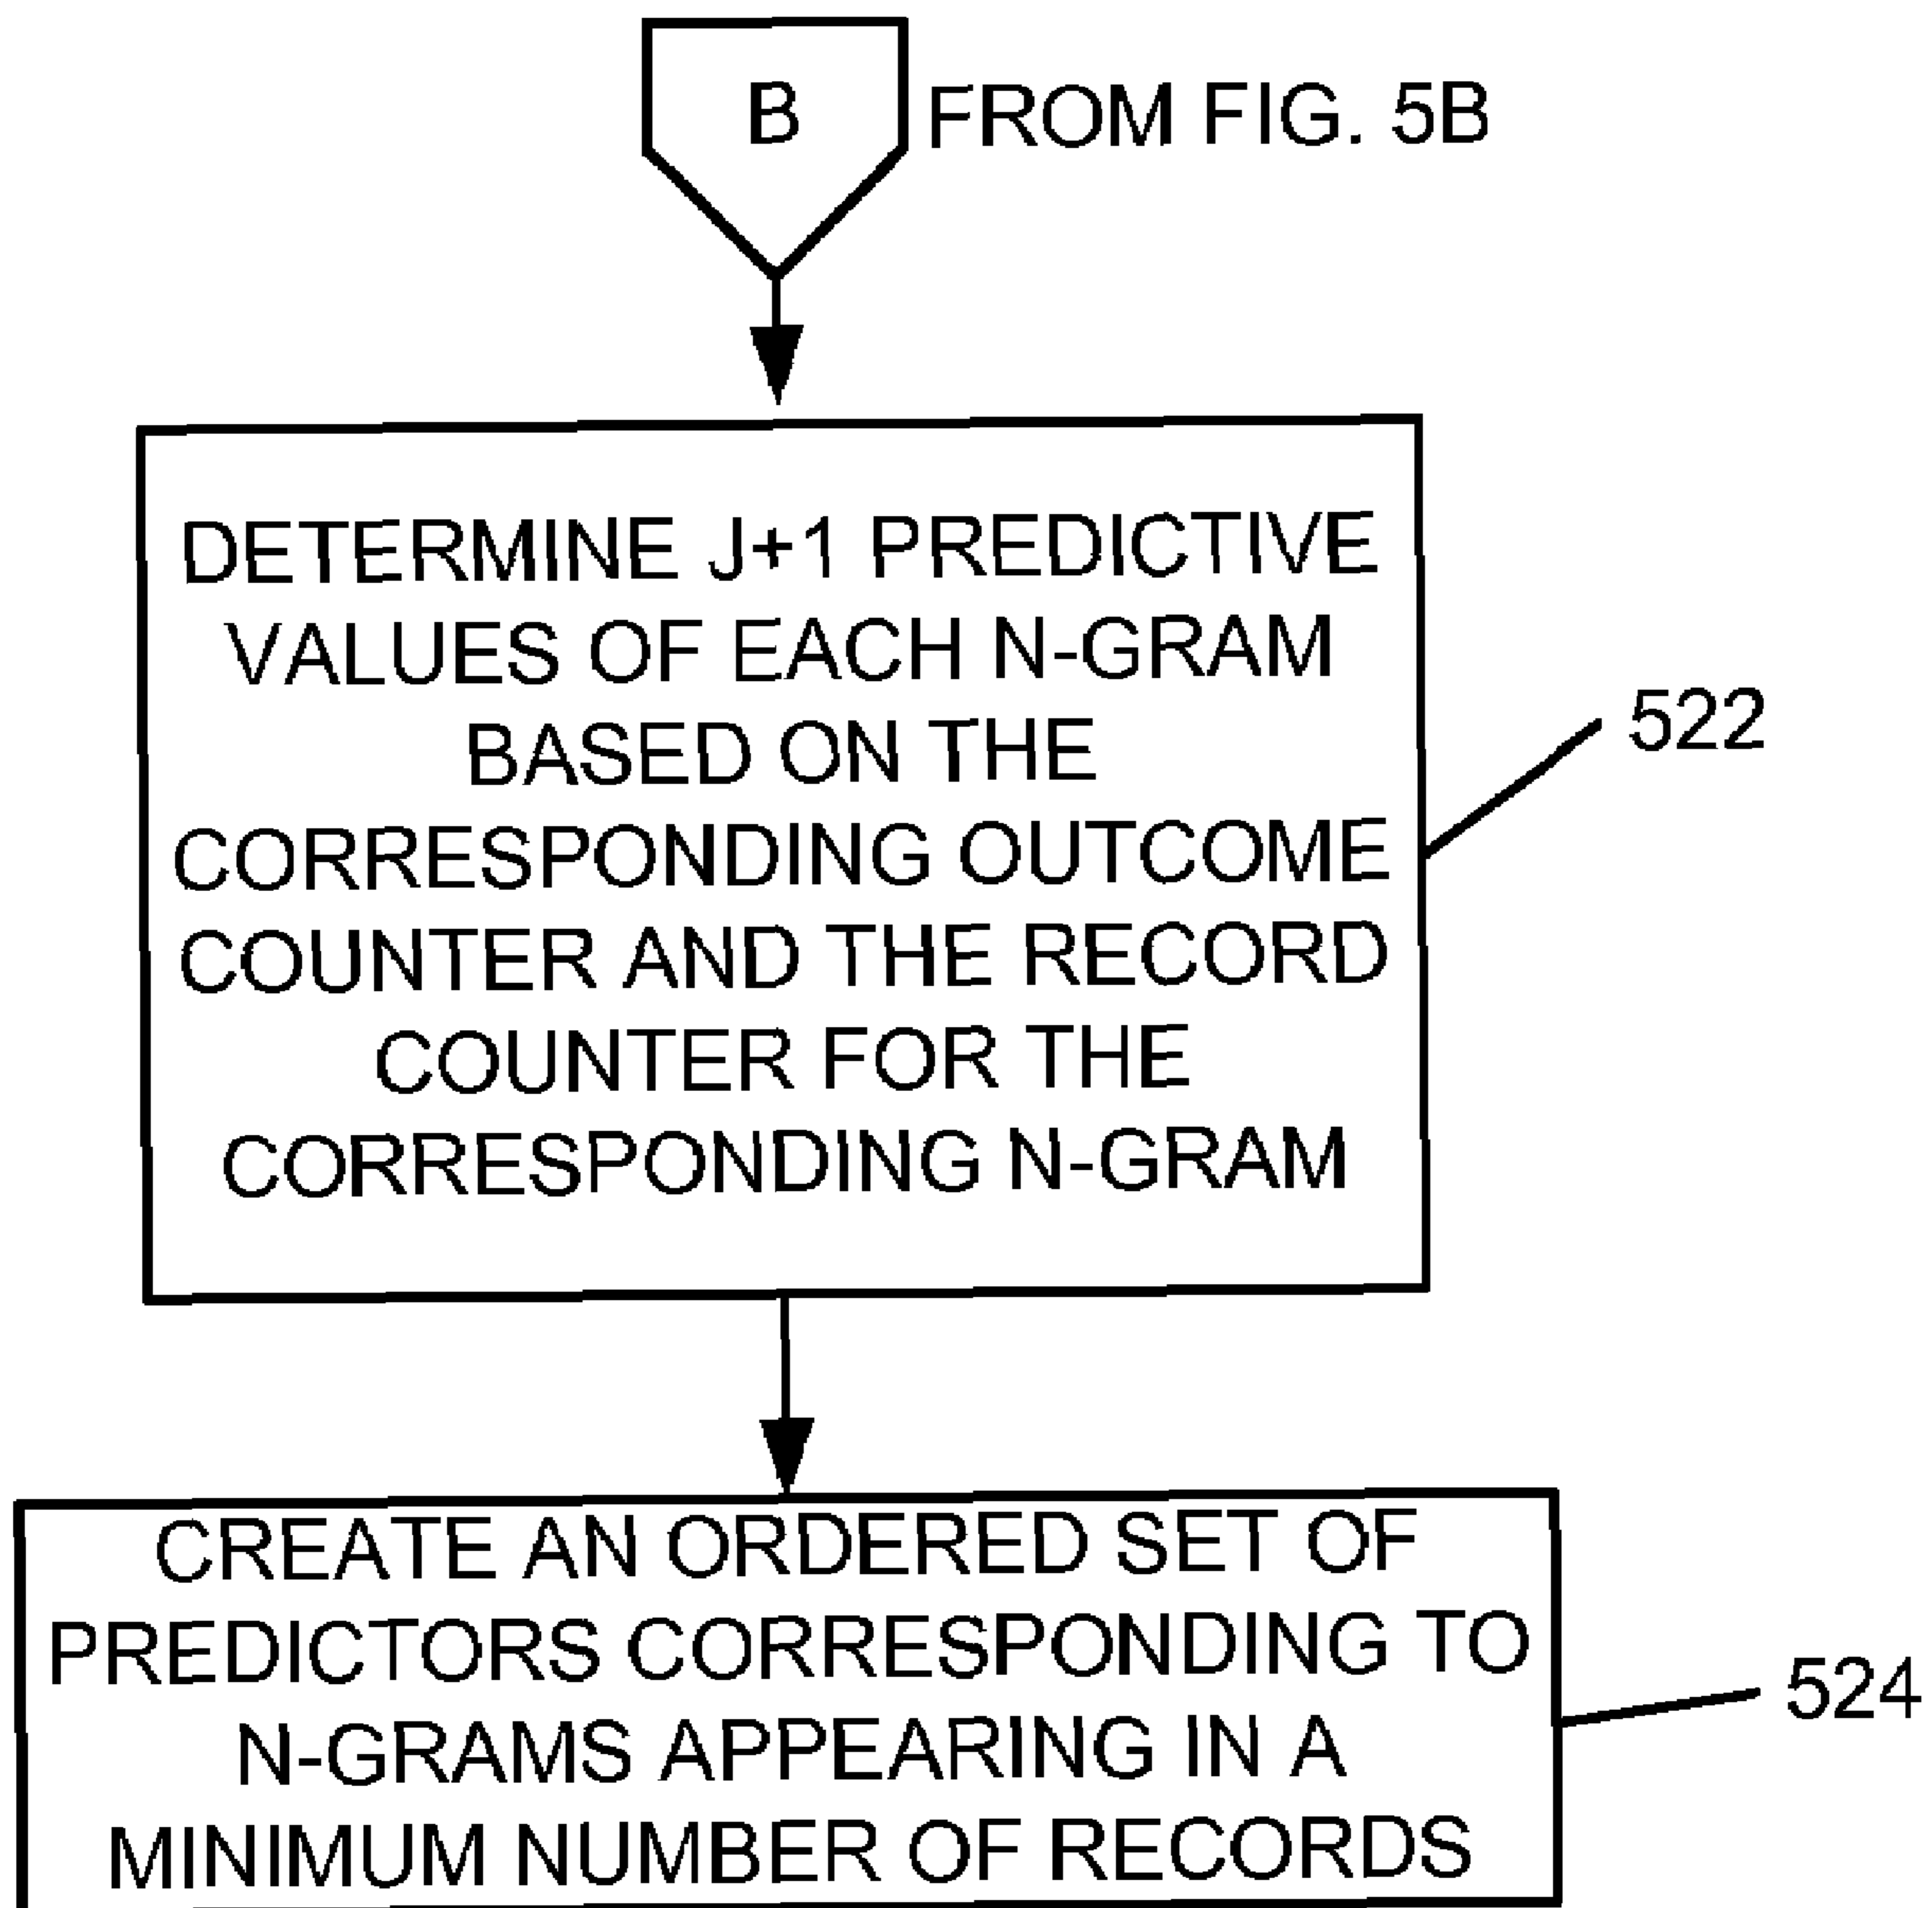 B
FROM FIG. 5B
DETERMINE J+1 PREDICTIVE
VALUES OF EACH N-GRAM
BASED ON THE
CORRESPONDING OUTCOME
COUNTER AND THE RECORD
COUNTER FOR THE
CORRESPONDING N-GRAM
522
CREATE AN ORDERED SET OF
PREDICTORS CORRESPONDING TO
N-GRAMS APPEARING IN A
MINIMUM NUMBER OF RECORDS
524